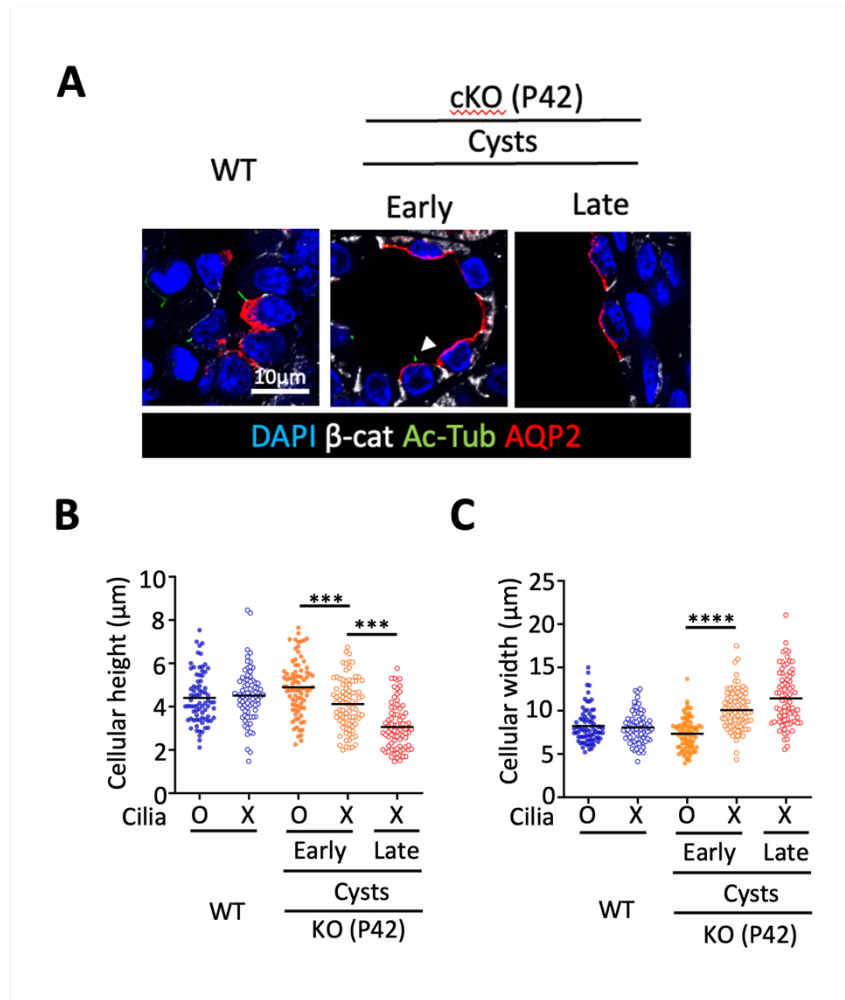 A
cKO (P42)
Cysts
WT
Early
Late
10μm
DAPI β-cat Ac-Tub AQP2
B
C
Cellular height (μm)
10
8
6
4
2
0
***
***
Cilia O X O X X
Early Late
Cysts
WT
KO (P42)
Cellular width (μm)
25
20
15
10
5
0
****
Cilia O X O X X
Early Late
Cysts
WT
KO (P42)